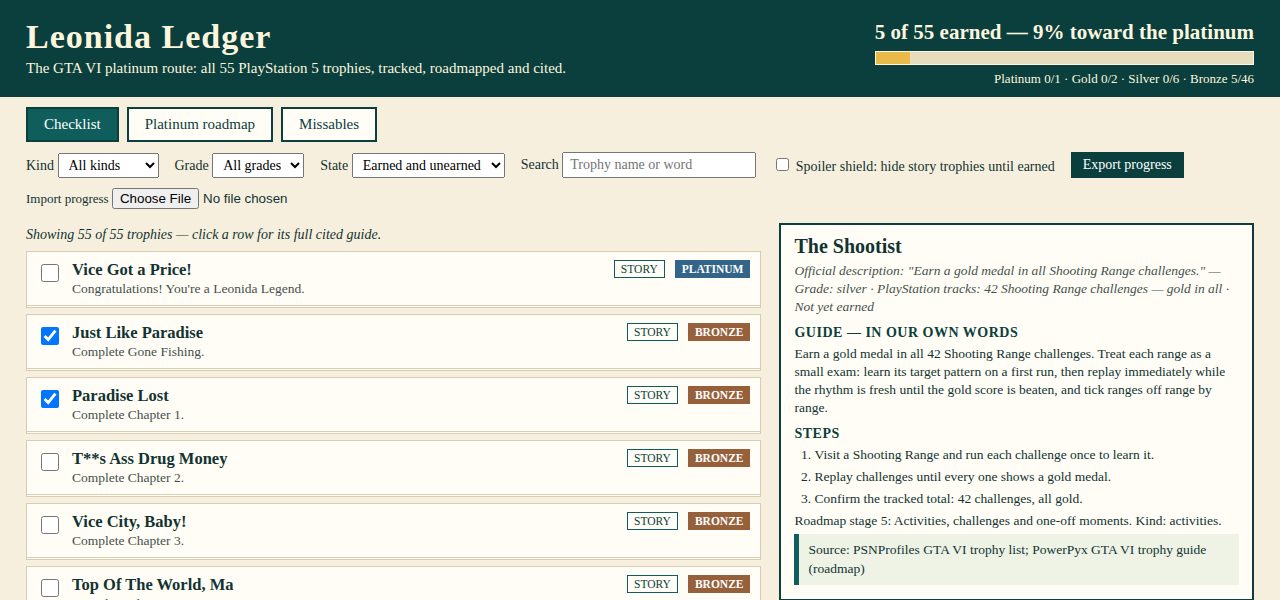 Leonida Ledger
The GTA VI platinum route: all 55 PlayStation 5 trophies, tracked, roadmapped and cited.
5 of 55 earned — 9% toward the platinum
Platinum 0/1 · Gold 0/2 · Silver 0/6 · Bronze 5/46
Checklist
Platinum roadmap
Missables
Kind All kinds Grade All grades State Earned and unearned Search Trophy name or word Spoiler shield: hide story trophies until earned Export progress
Import progress Choose File No file chosen
Showing 55 of 55 trophies — click a row for its full cited guide.
Vice Got a Price! STORY PLATINUM
Congratulations! You're a Leonida Legend.
Just Like Paradise STORY BRONZE
Complete Gone Fishing.
Paradise Lost STORY BRONZE
Complete Chapter 1.
T**s Ass Drug Money STORY BRONZE
Complete Chapter 2.
Vice City, Baby! STORY BRONZE
Complete Chapter 3.
Top Of The World, Ma STORY BRONZE
The Shootist
Official description: "Earn a gold medal in all Shooting Range challenges." —
Grade: silver · PlayStation tracks: 42 Shooting Range challenges — gold in all ·
Not yet earned
GUIDE — IN OUR OWN WORDS
Earn a gold medal in all 42 Shooting Range challenges. Treat each range as a
small exam: learn its target pattern on a first run, then replay immediately while
the rhythm is fresh until the gold score is beaten, and tick ranges off range by
range.
STEPS
1. Visit a Shooting Range and run each challenge once to learn it.
2. Replay challenges until every one shows a gold medal.
3. Confirm the tracked total: 42 challenges, all gold.
Roadmap stage 5: Activities, challenges and one-off moments. Kind: activities.
Source: PSNProfiles GTA VI trophy list; PowerPyx GTA VI trophy guide
(roadmap)